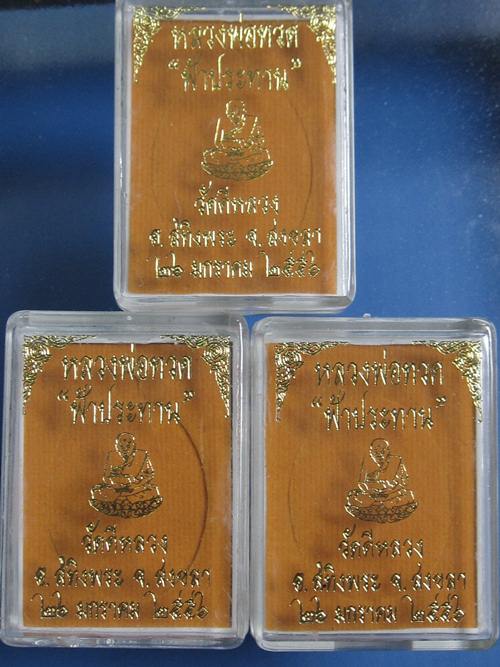 หลวงพ่อทวด
“ฟ้าประทาน”
วัดดีหลวง
อ. สทิงพระ จ. สงขลา
๒๖ มกราคม ๒๕๕๖
หลวงพ่อทวด
“ฟ้าประทาน”
วัดดีหลวง
อ. สทิงพระ จ. สงขลา
๒๖ มกราคม ๒๕๕๖
หลวงพ่อทวด
“ฟ้าประทาน”
วัดดีหลวง
อ. สทิงพระ จ. สงขลา
๒๖ มกราคม ๒๕๕๖